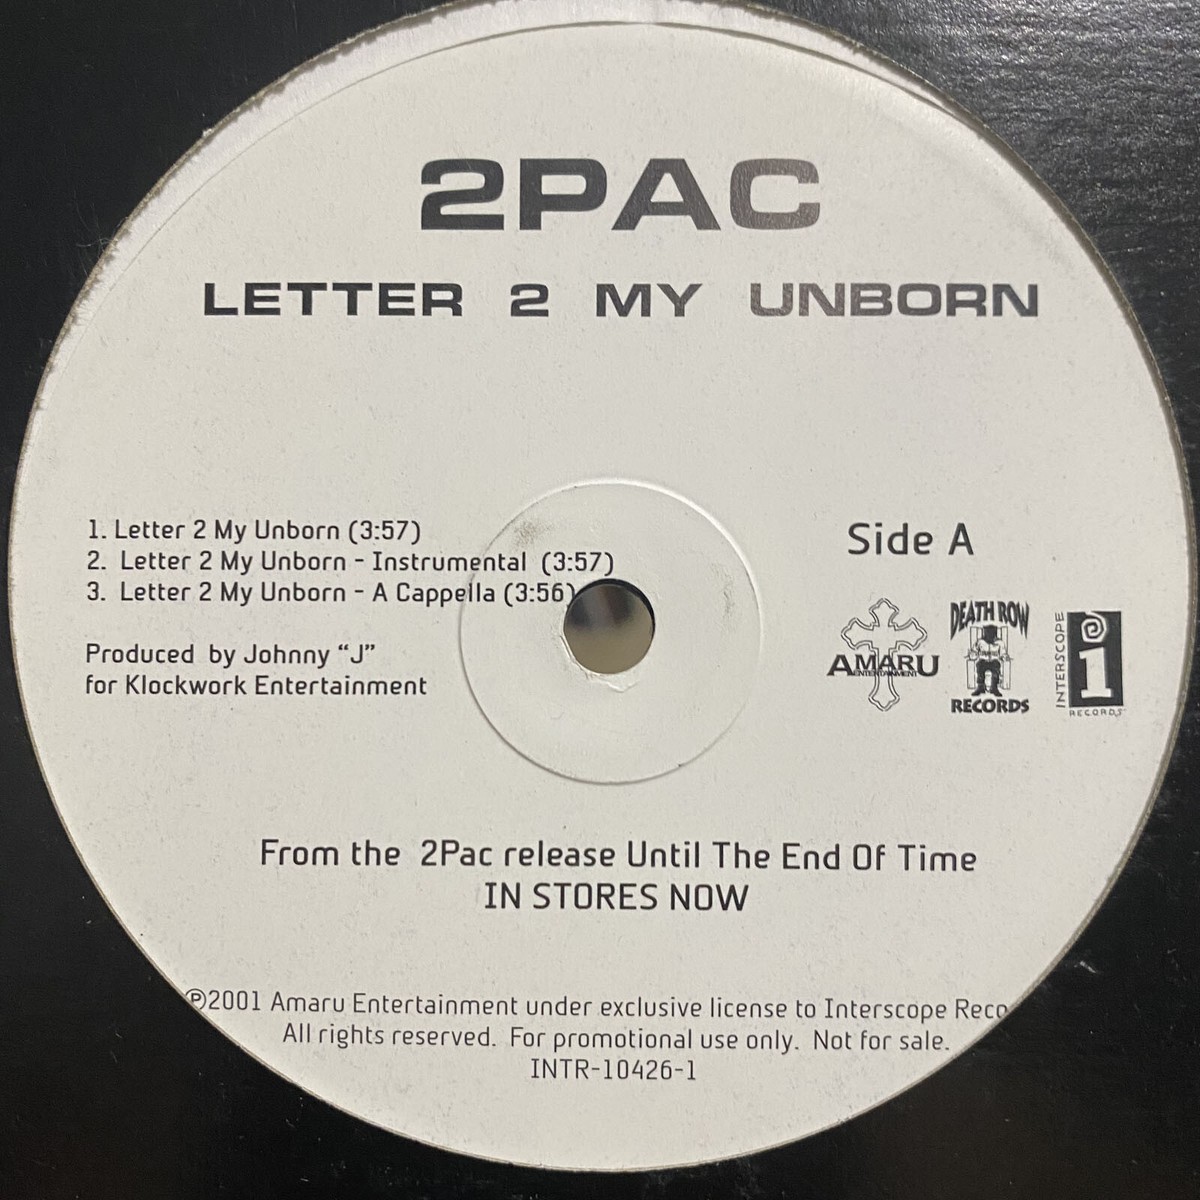 2PAC
LETTER 2 MY UNBORN
1. Letter 2 My Unborn (3:57)
2. Letter 2 My Unborn - Instrumental (3:57)
3. Letter 2 My Unborn - A Cappella (3:56)
Produced by Johnny “J”
for Klockwork Entertainment
Side A
AMARU
ENTERTAINMENT
DEATH ROW
RECORDS
INTERSCOPE
i
RECORDS
From the 2Pac release Until The End Of Time
IN STORES NOW
℗2001 Amaru Entertainment under exclusive license to Interscope Reco
All rights reserved. For promotional use only. Not for sale.
INTR-10426-1